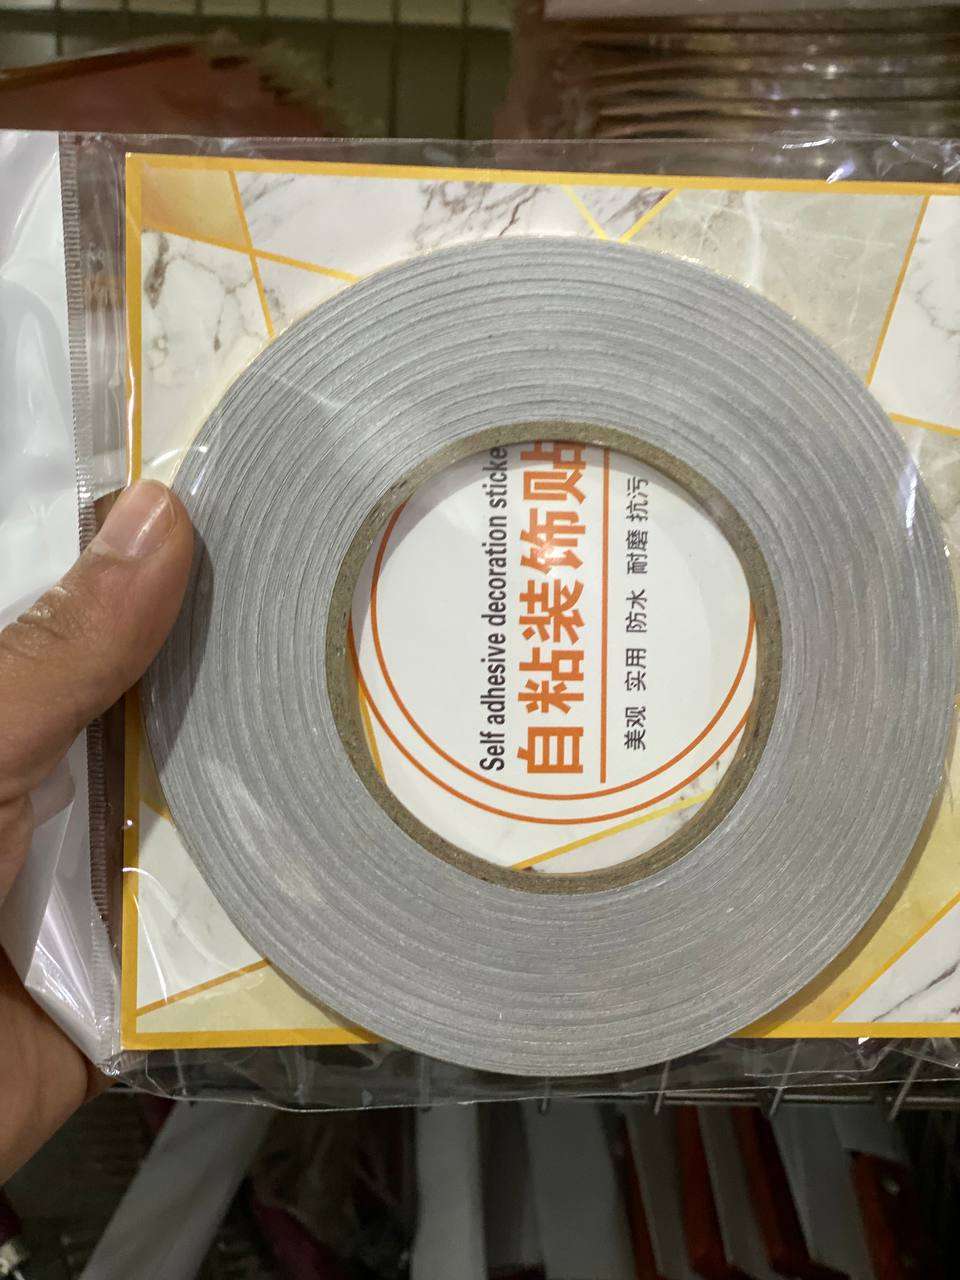 Self adhesive decoration sticke
自粘装饰贴
美观 实用 防水 耐磨 抗污